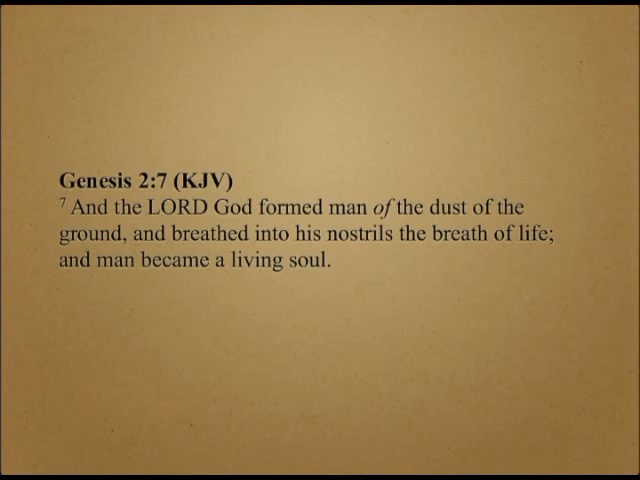 Genesis 2:7 (KJV)
7 And the LORD God formed man of the dust of the
ground, and breathed into his nostrils the breath of life;
and man became a living soul.